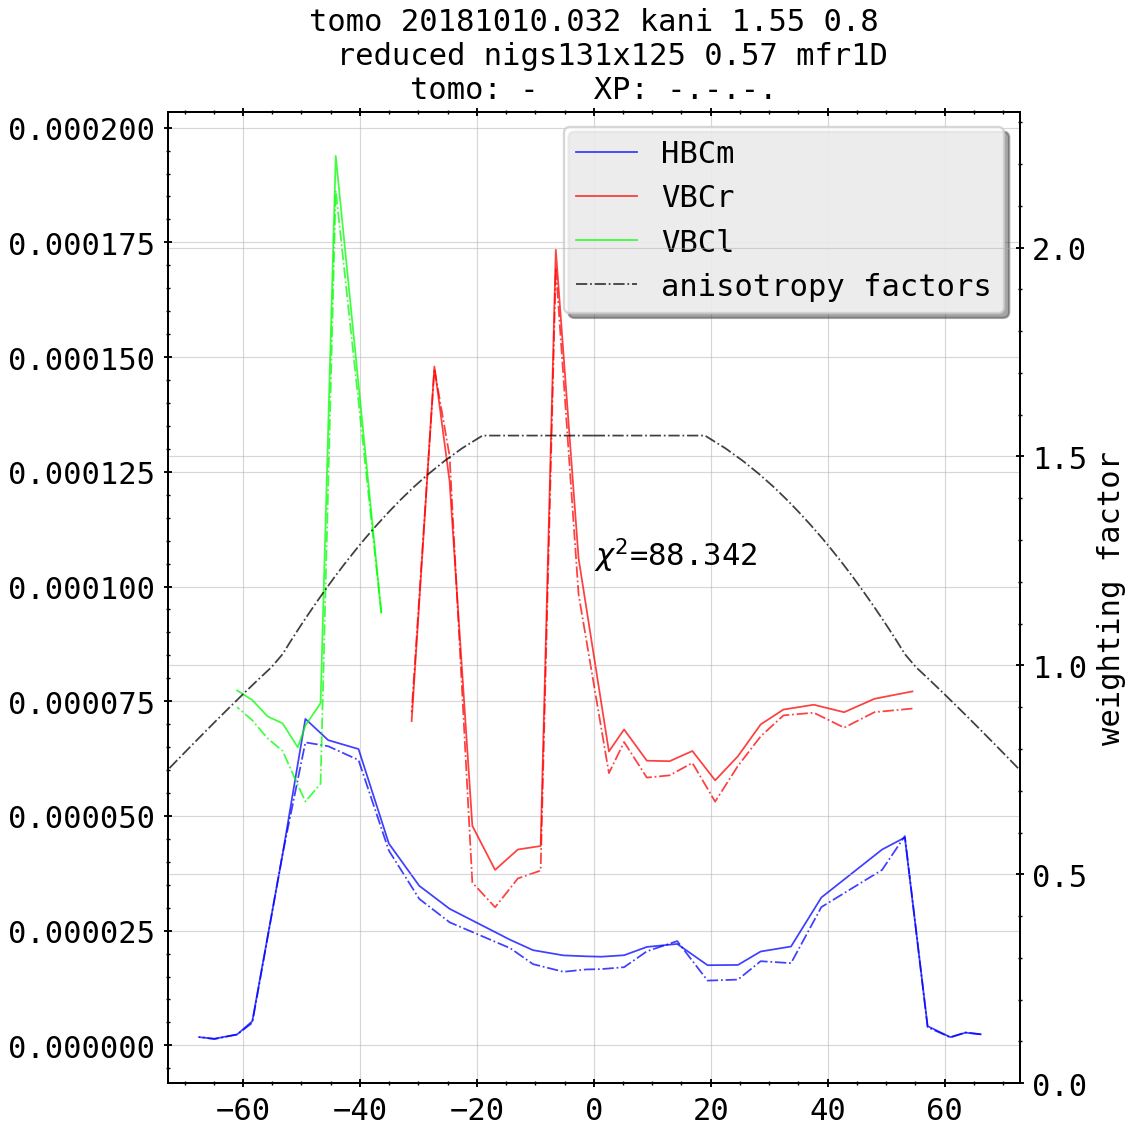 tomo 20181010.032 kani 1.55 0.8
reduced nigs131x125 0.57 mfr1D
tomo: - XP: -.-.-.
0.000200
0.000175
0.000150
0.000125
0.000100
0.000075
0.000050
0.000025
0.000000
HBCm
VBCr
VBCl
anisotropy factors
χ²=88.342
2.0
1.5
1.0
0.5
0.0
weighting factor
−60
−40
−20
0
20
40
60